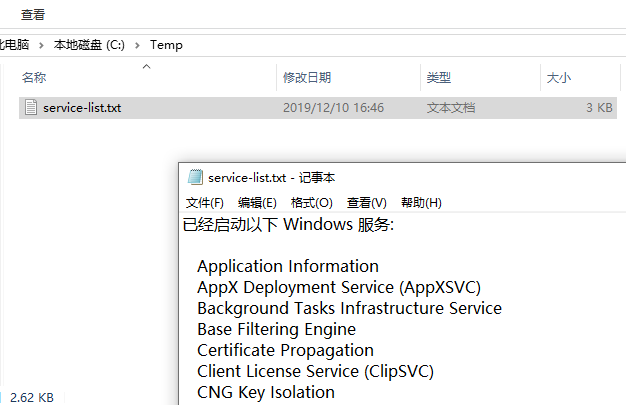 查看
此电脑 › 本地磁盘 (C:) › Temp
名称 修改日期 类型 大小
service-list.txt 2019/12/10 16:46 文本文档 3 KB
service-list.txt - 记事本
文件(F) 编辑(E) 格式(O) 查看(V) 帮助(H)
已经启动以下 Windows 服务:
Application Information
AppX Deployment Service (AppXSVC)
Background Tasks Infrastructure Service
Base Filtering Engine
Certificate Propagation
Client License Service (ClipSVC)
CNG Key Isolation
2.62 KB